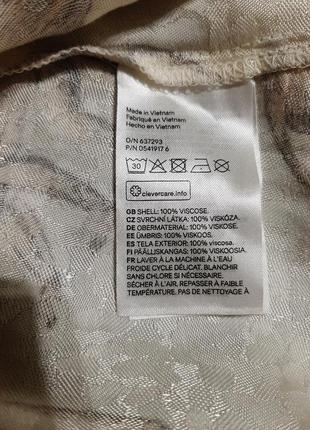 Made in Vietnam
Fabriqué en Vietnam
Hecho en Vietnam
O/N 637293
P/N 0541917 6
30
clevercare.info
GB SHELL: 100% VISCOSE.
CZ SVRCHNÍ LÁTKA: 100% VISKÓZA.
DE OBERMATERIAL: 100% VISKOSE.
EE ÜMBRIS: 100% VISKOOS.
ES TELA EXTERIOR: 100% viscosa.
FI PÄÄLLISKANGAS: 100% VISKOOSIA.
FR LAVER À LA MACHINE À L'EAU
FROIDE CYCLE DÉLICAT. BLANCHIR
SANS CHLORE SI NÉCESSAIRE.
SÉCHER À L'AIR. REPASSER À FAIBLE
TEMPÉRATURE. PAS DE NETTOYAGE À